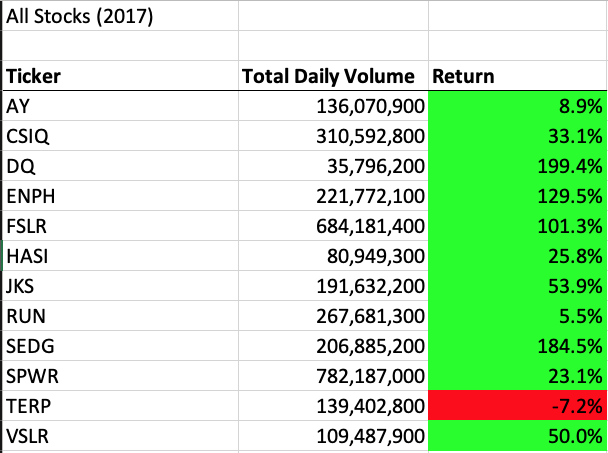 All Stocks (2017)
Ticker Total Daily Volume Return
AY 136,070,900 8.9%
CSIQ 310,592,800 33.1%
DQ 35,796,200 199.4%
ENPH 221,772,100 129.5%
FSLR 684,181,400 101.3%
HASI 80,949,300 25.8%
JKS 191,632,200 53.9%
RUN 267,681,300 5.5%
SEDG 206,885,200 184.5%
SPWR 782,187,000 23.1%
TERP 139,402,800 -7.2%
VSLR 109,487,900 50.0%